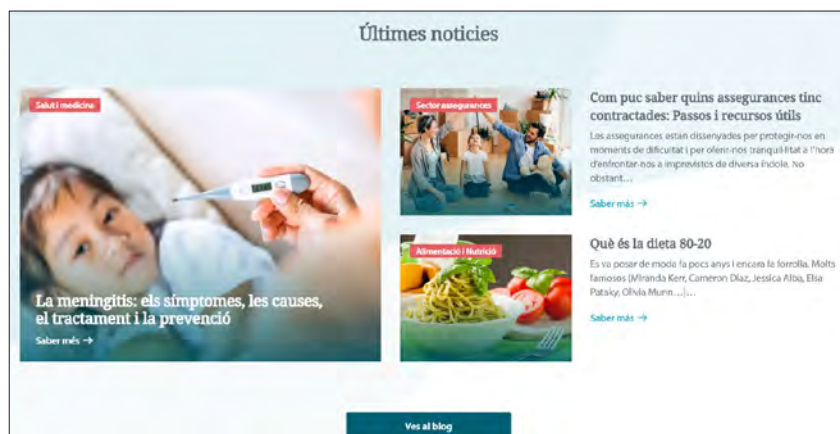 Últimes noticies
Salut i medicina
La meningitis: els símptomes, les causes,
el tractament i la prevenció
Saber més →
Sector assegurances
Com puc saber quins assegurances tinc
contractades: Passos i recursos útils
Les assegurances estan dissenyades per protegir-nos en
moments de dificultat i per oferir-nos tranquil·litat a l'hora
d'enfrontar-nos a imprevistos de diversa índole. No
obstant…
Saber más →
Alimentació i Nutrició
Què és la dieta 80-20
Es va posar de moda fa pocs anys i encara la forrolla. Molts
famosos (Miranda Kerr, Cameron Diaz, Jessica Alba, Elsa
Pataky, Olivia Munn…)…
Saber más →
Ves al blog